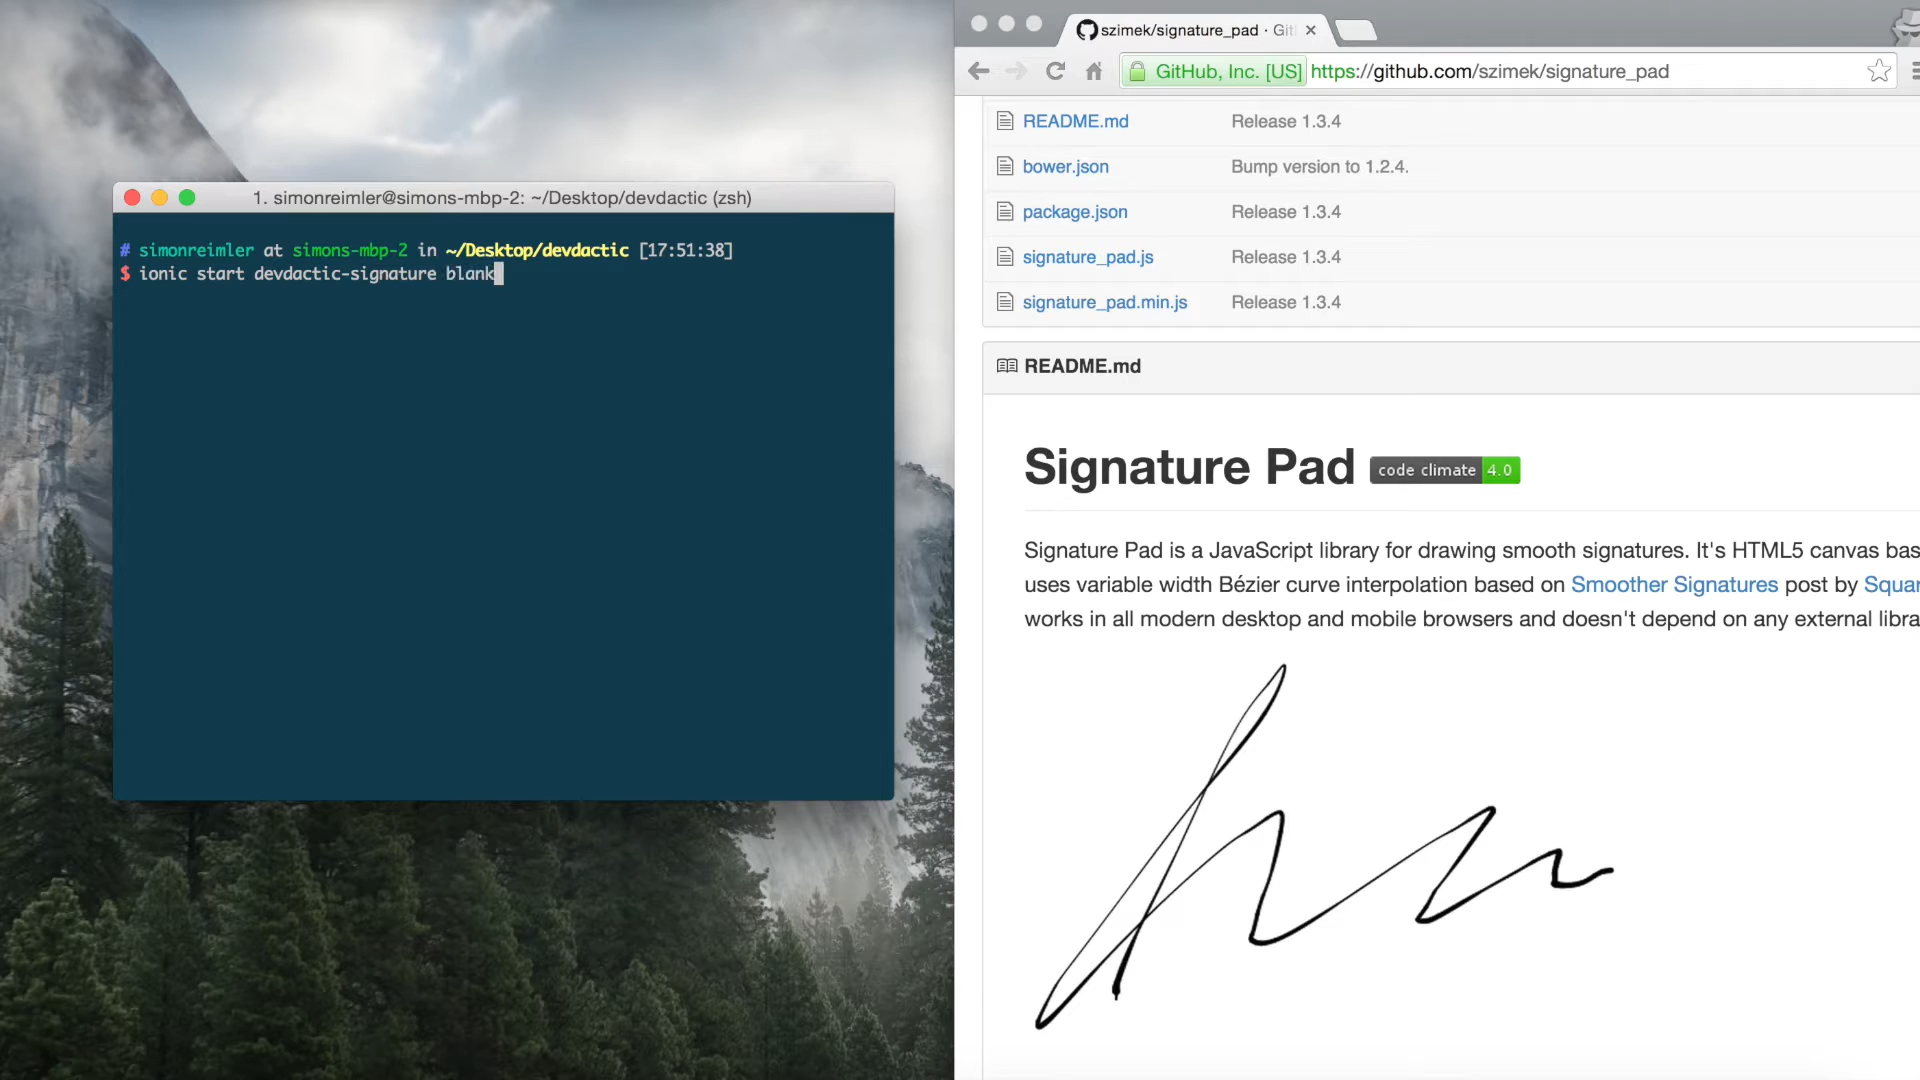 1. simonreimler@simons-mbp-2: ~/Desktop/devdactic (zsh)
# simonreimler at simons-mbp-2 in ~/Desktop/devdactic [17:51:38]
$ ionic start devdactic-signature blank
szimek/signature_pad · Git
GitHub, Inc. [US] https://github.com/szimek/signature_pad
README.md Release 1.3.4
bower.json Bump version to 1.2.4.
package.json Release 1.3.4
signature_pad.js Release 1.3.4
signature_pad.min.js Release 1.3.4
README.md
Signature Pad code climate 4.0
Signature Pad is a JavaScript library for drawing smooth signatures. It's HTML5 canvas bas
uses variable width Bézier curve interpolation based on Smoother Signatures post by Squar
works in all modern desktop and mobile browsers and doesn't depend on any external libra